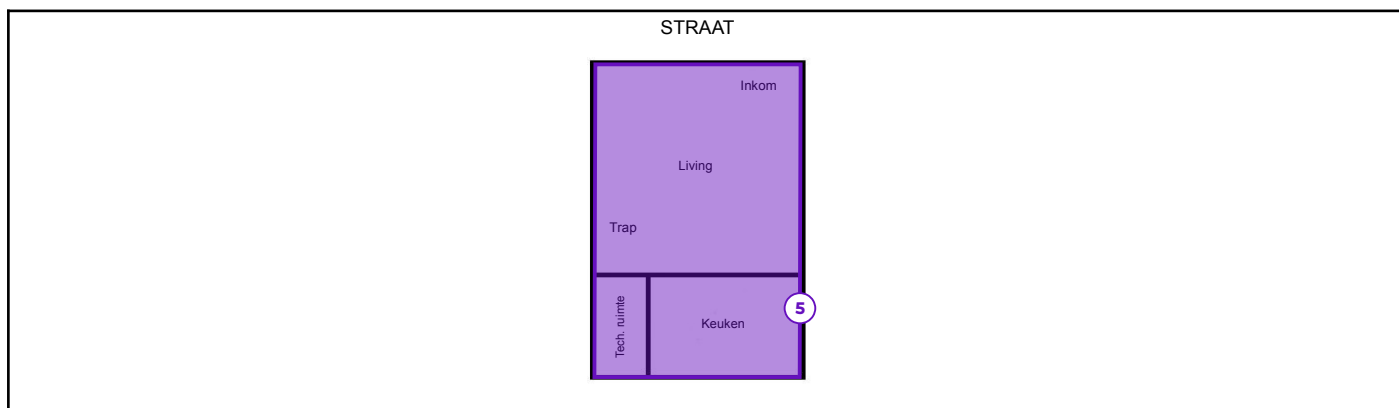 STRAAT
Inkom
Living
Trap
Tech. ruimte
Keuken
5